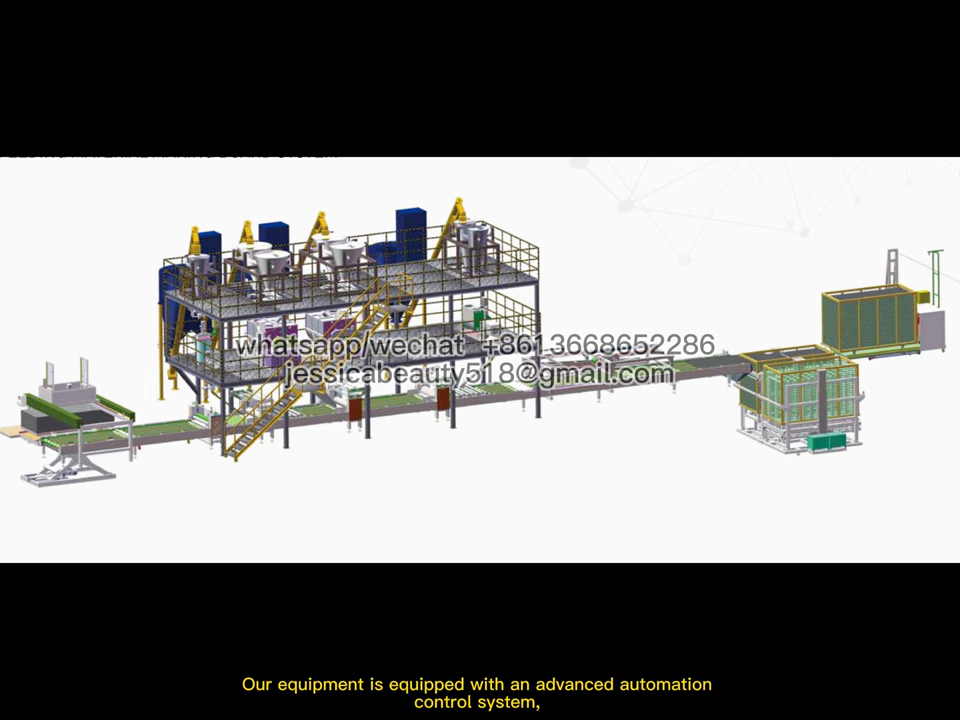 whatsapp/wechat +8613668652286
jessicabeauty518@gmail.com
Our equipment is equipped with an advanced automation
control system,